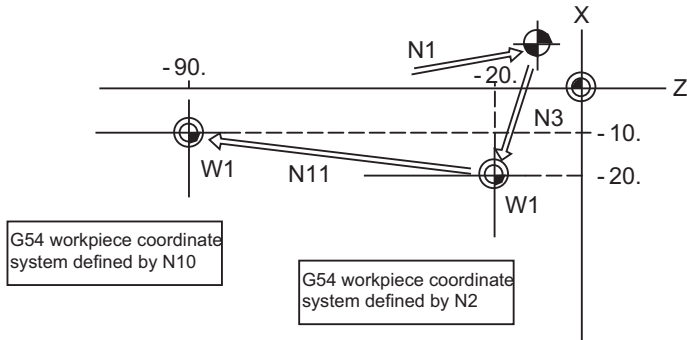 X
N1
- 90.
- 20.
Z
N3
- 10.
W1
N11
- 20.
W1
G54 workpiece coordinate
system defined by N10
G54 workpiece coordinate
system defined by N2